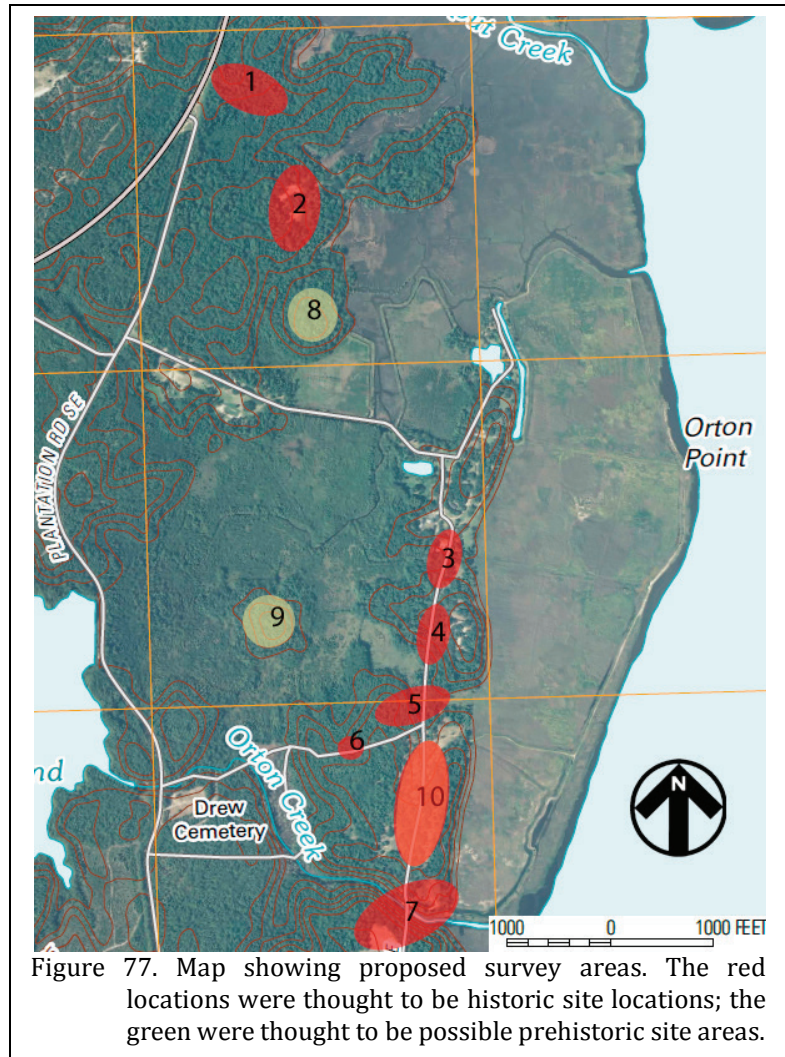 out Creek
1
2
8
PLANTATION RD SE
Orton
Point
3
9
4
5
6
nd
Orton Creek
Drew
Cemetery
10
N
7
1000 0 1000 FEET
Figure 77. Map showing proposed survey areas. The red
locations were thought to be historic site locations; the
green were thought to be possible prehistoric site areas.